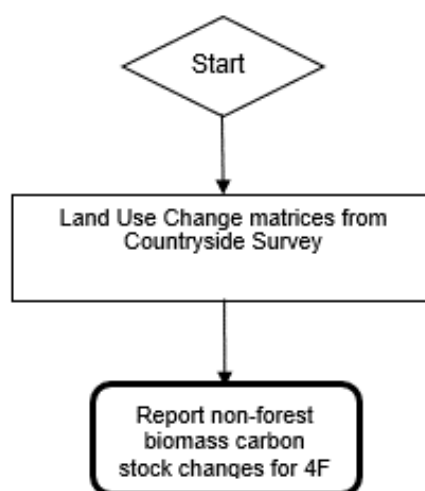 Start
Land Use Change matrices from
Countryside Survey
Report non-forest
biomass carbon
stock changes for 4F